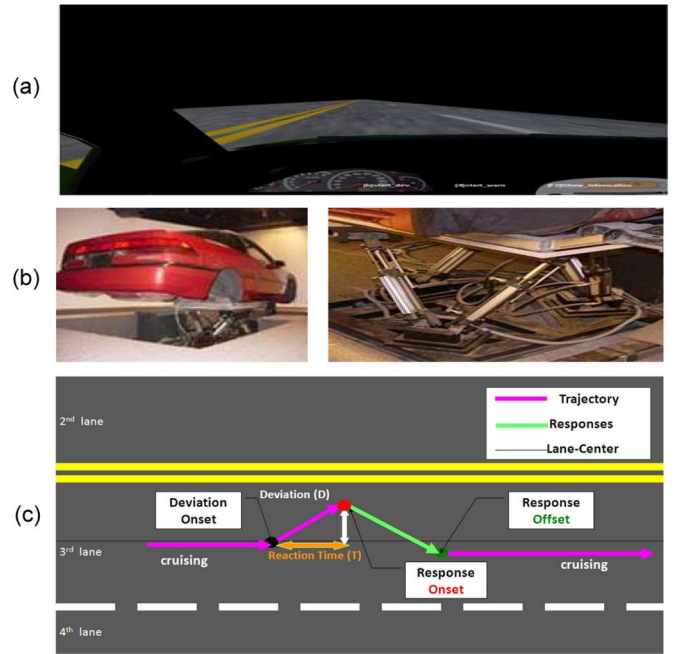 (a)
(b)
(c)
2nd lane
Trajectory
Responses
Lane-Center
Deviation
Onset
Deviation (D)
Response
Offset
3rd lane
cruising
Reaction Time (T)
Response
Onset
cruising
4th lane